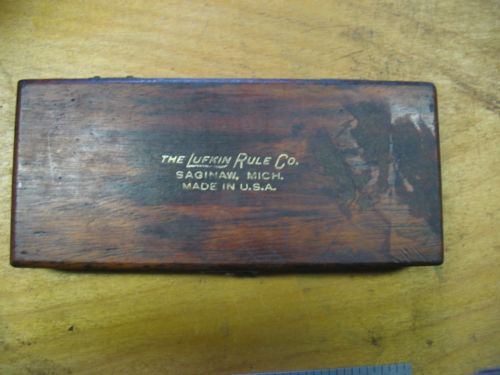 THE LUFKIN RULE CO.
SAGINAW, MICH.
MADE IN U.S.A.